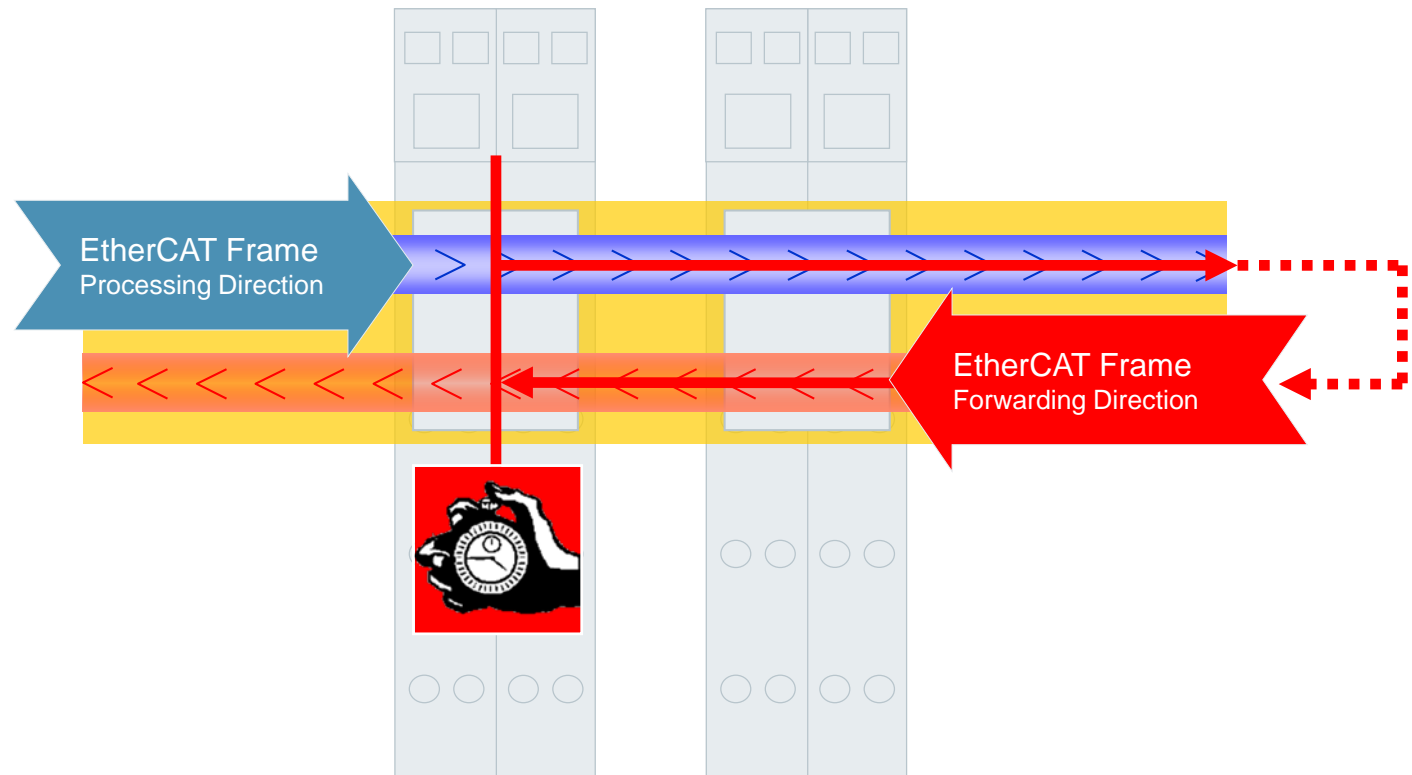 EtherCAT Frame
Processing Direction
EtherCAT Frame
Forwarding Direction